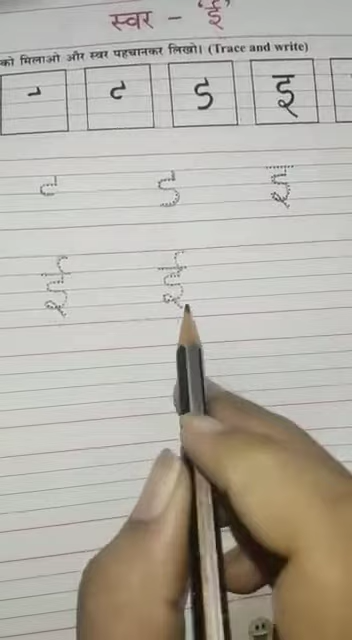 स्वर - 'ई'
को मिलाओ और स्वर पहचानकर लिखो। (Trace and write)
इ
इ
ई ई